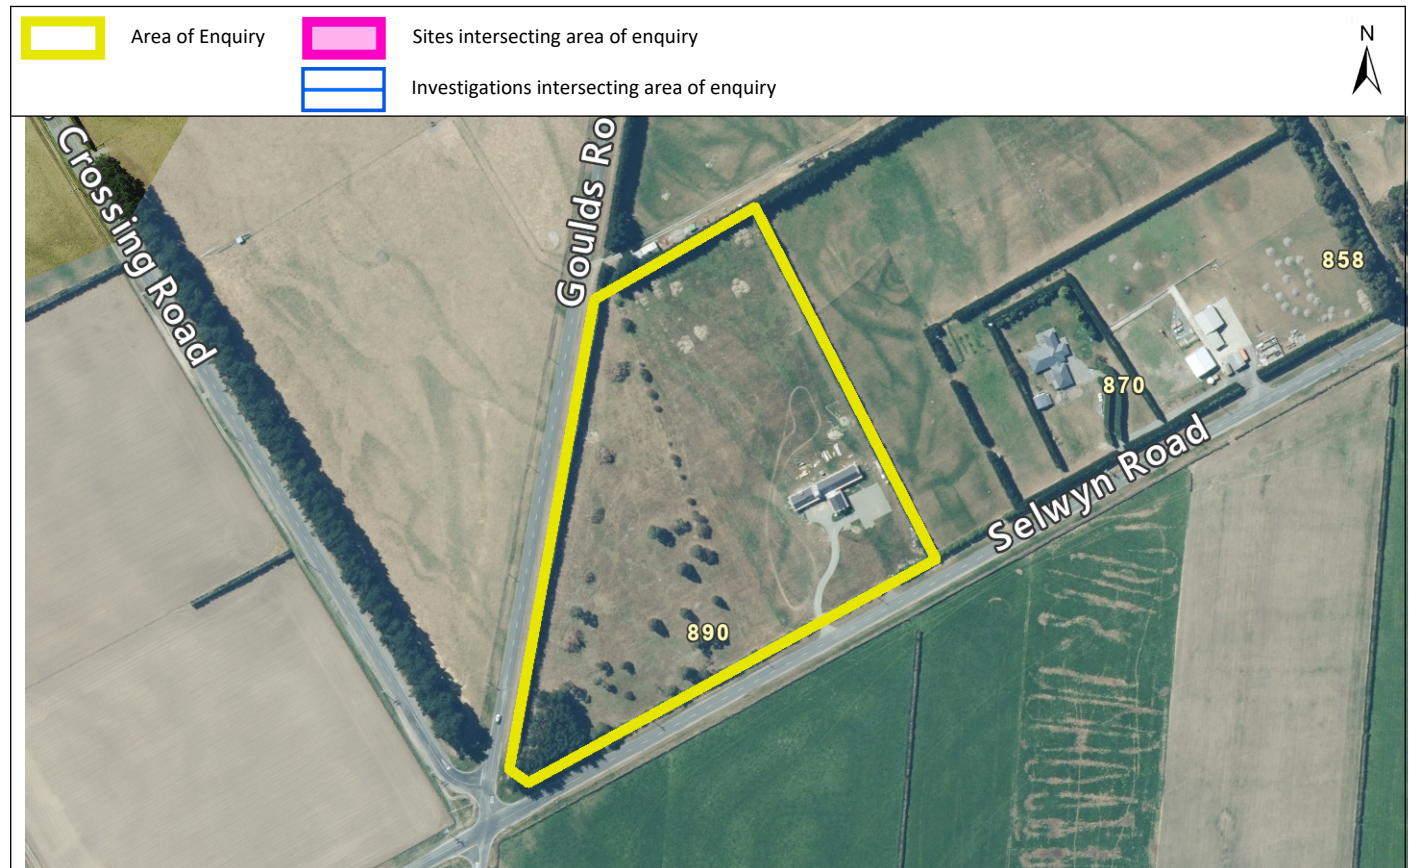 Area of Enquiry
Sites intersecting area of enquiry
N
Investigations intersecting area of enquiry
Crossing Road
Goulds Ro
858
870
Selwyn Road
890